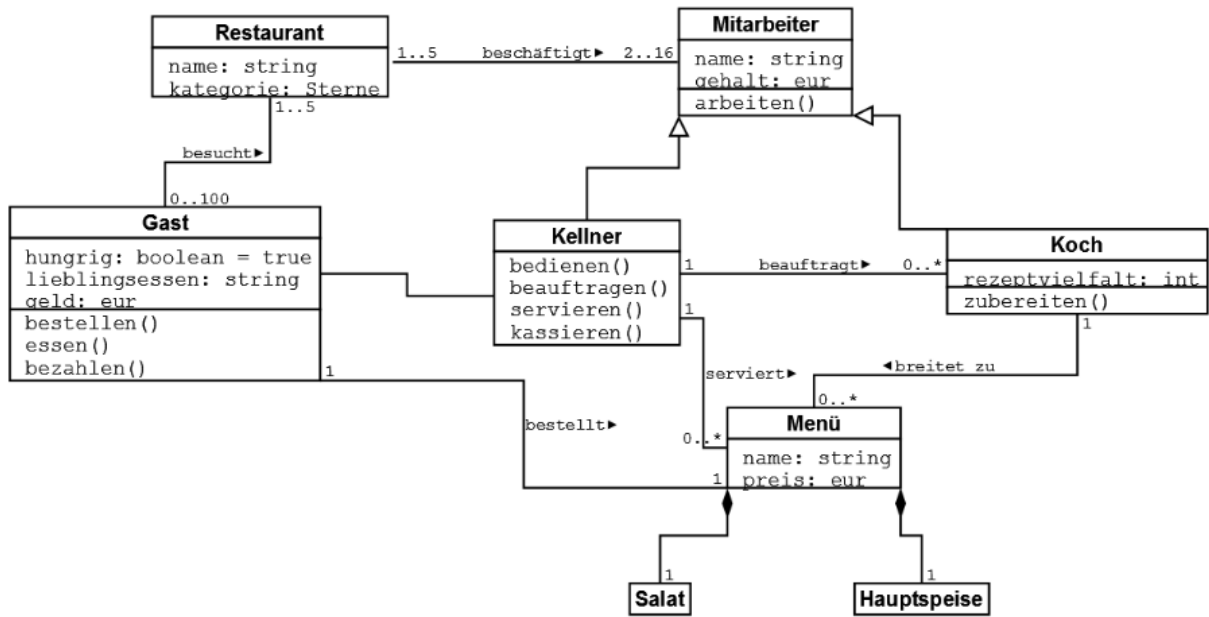 Restaurant
name: string
kategorie: Sterne
1..5
beschäftigt►
2..16
Mitarbeiter
name: string
gehalt: eur
arbeiten()
1..5
besucht►
0..100
Gast
hungrig: boolean = true
lieblingsessen: string
geld: eur
bestellen()
essen()
bezahlen()
Kellner
bedienen()
beauftragen()
servieren()
kassieren()
1
beauftragt►
0..*
Koch
rezeptvielfalt: int
zubereiten()
1
1
serviert►
0..*
◄breitet zu
0..*
1
bestellt►
1
Menü
name: string
preis: eur
1
Salat
1
Hauptspeise